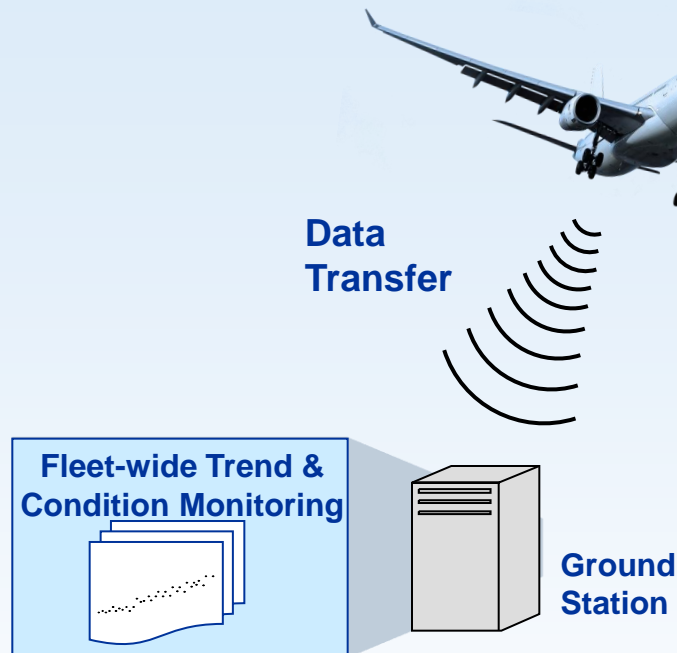 Data
Transfer
Fleet-wide Trend &
Condition Monitoring
Ground
Station